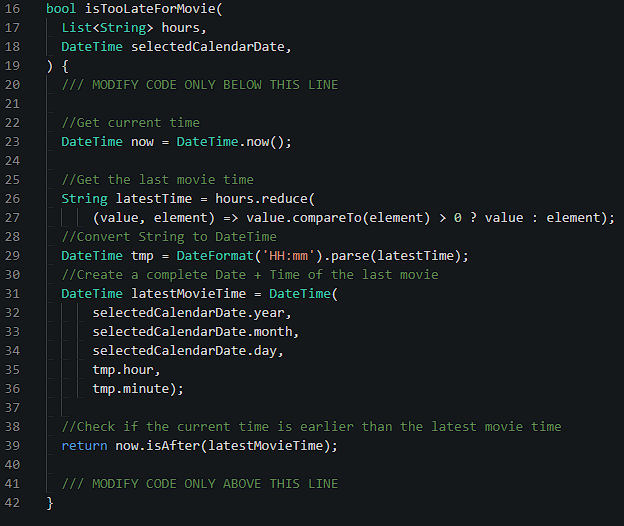 16 bool isTooLateForMovie(
17 List<String> hours,
18 DateTime selectedCalendarDate,
19 ) {
20 /// MODIFY CODE ONLY BELOW THIS LINE
21
22 //Get current time
23 DateTime now = DateTime.now();
24
25 //Get the last movie time
26 String latestTime = hours.reduce(
27 (value, element) => value.compareTo(element) > 0 ? value : element);
28 //Convert String to DateTime
29 DateTime tmp = DateFormat('HH:mm').parse(latestTime);
30 //Create a complete Date + Time of the last movie
31 DateTime latestMovieTime = DateTime(
32 selectedCalendarDate.year,
33 selectedCalendarDate.month,
34 selectedCalendarDate.day,
35 tmp.hour,
36 tmp.minute);
37
38 //Check if the current time is earlier than the latest movie time
39 return now.isAfter(latestMovieTime);
40
41 /// MODIFY CODE ONLY ABOVE THIS LINE
42 }